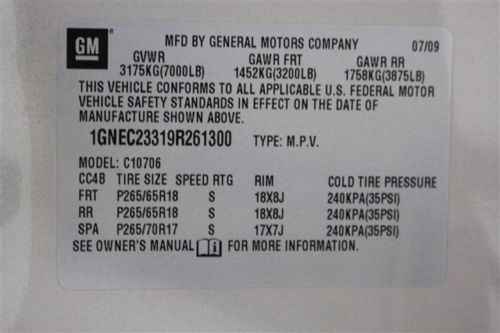 GM MFD BY GENERAL MOTORS COMPANY 07/09
GVWR GAWR FRT GAWR RR
3175KG(7000LB) 1452KG(3200LB) 1758KG(3875LB)
THIS VEHICLE CONFORMS TO ALL APPLICABLE U.S. FEDERAL MOTOR
VEHICLE SAFETY STANDARDS IN EFFECT ON THE DATE OF
MANUFACTURE SHOWN ABOVE.
1GNEC23319R261300 TYPE: M.P.V.
MODEL: C10706
CC4B TIRE SIZE SPEED RTG RIM COLD TIRE PRESSURE
FRT P265/65R18 S 18X8J 240KPA(35PSI)
RR P265/65R18 S 18X8J 240KPA(35PSI)
SPA P265/70R17 S 17X7J 240KPA(35PSI)
SEE OWNER'S MANUAL FOR MORE INFORMATION.